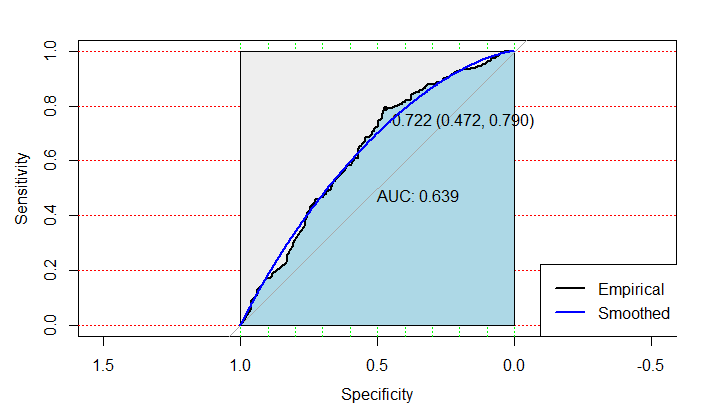 1.0
0.8
0.6
0.4
0.2
0.0
Sensitivity
0.722 (0.472, 0.790)
AUC: 0.639
Empirical
Smoothed
1.5 1.0 0.5 0.0 -0.5
Specificity